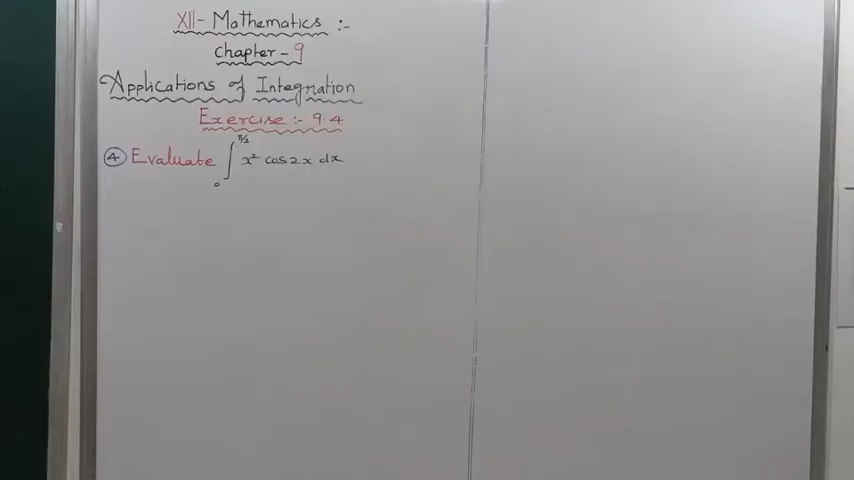 XII- Mathematics :-
Chapter - 9
Applications of Integration
Exercise :- 9.4
④ Evaluate ∫₀^{π/2} x² cos 2x dx